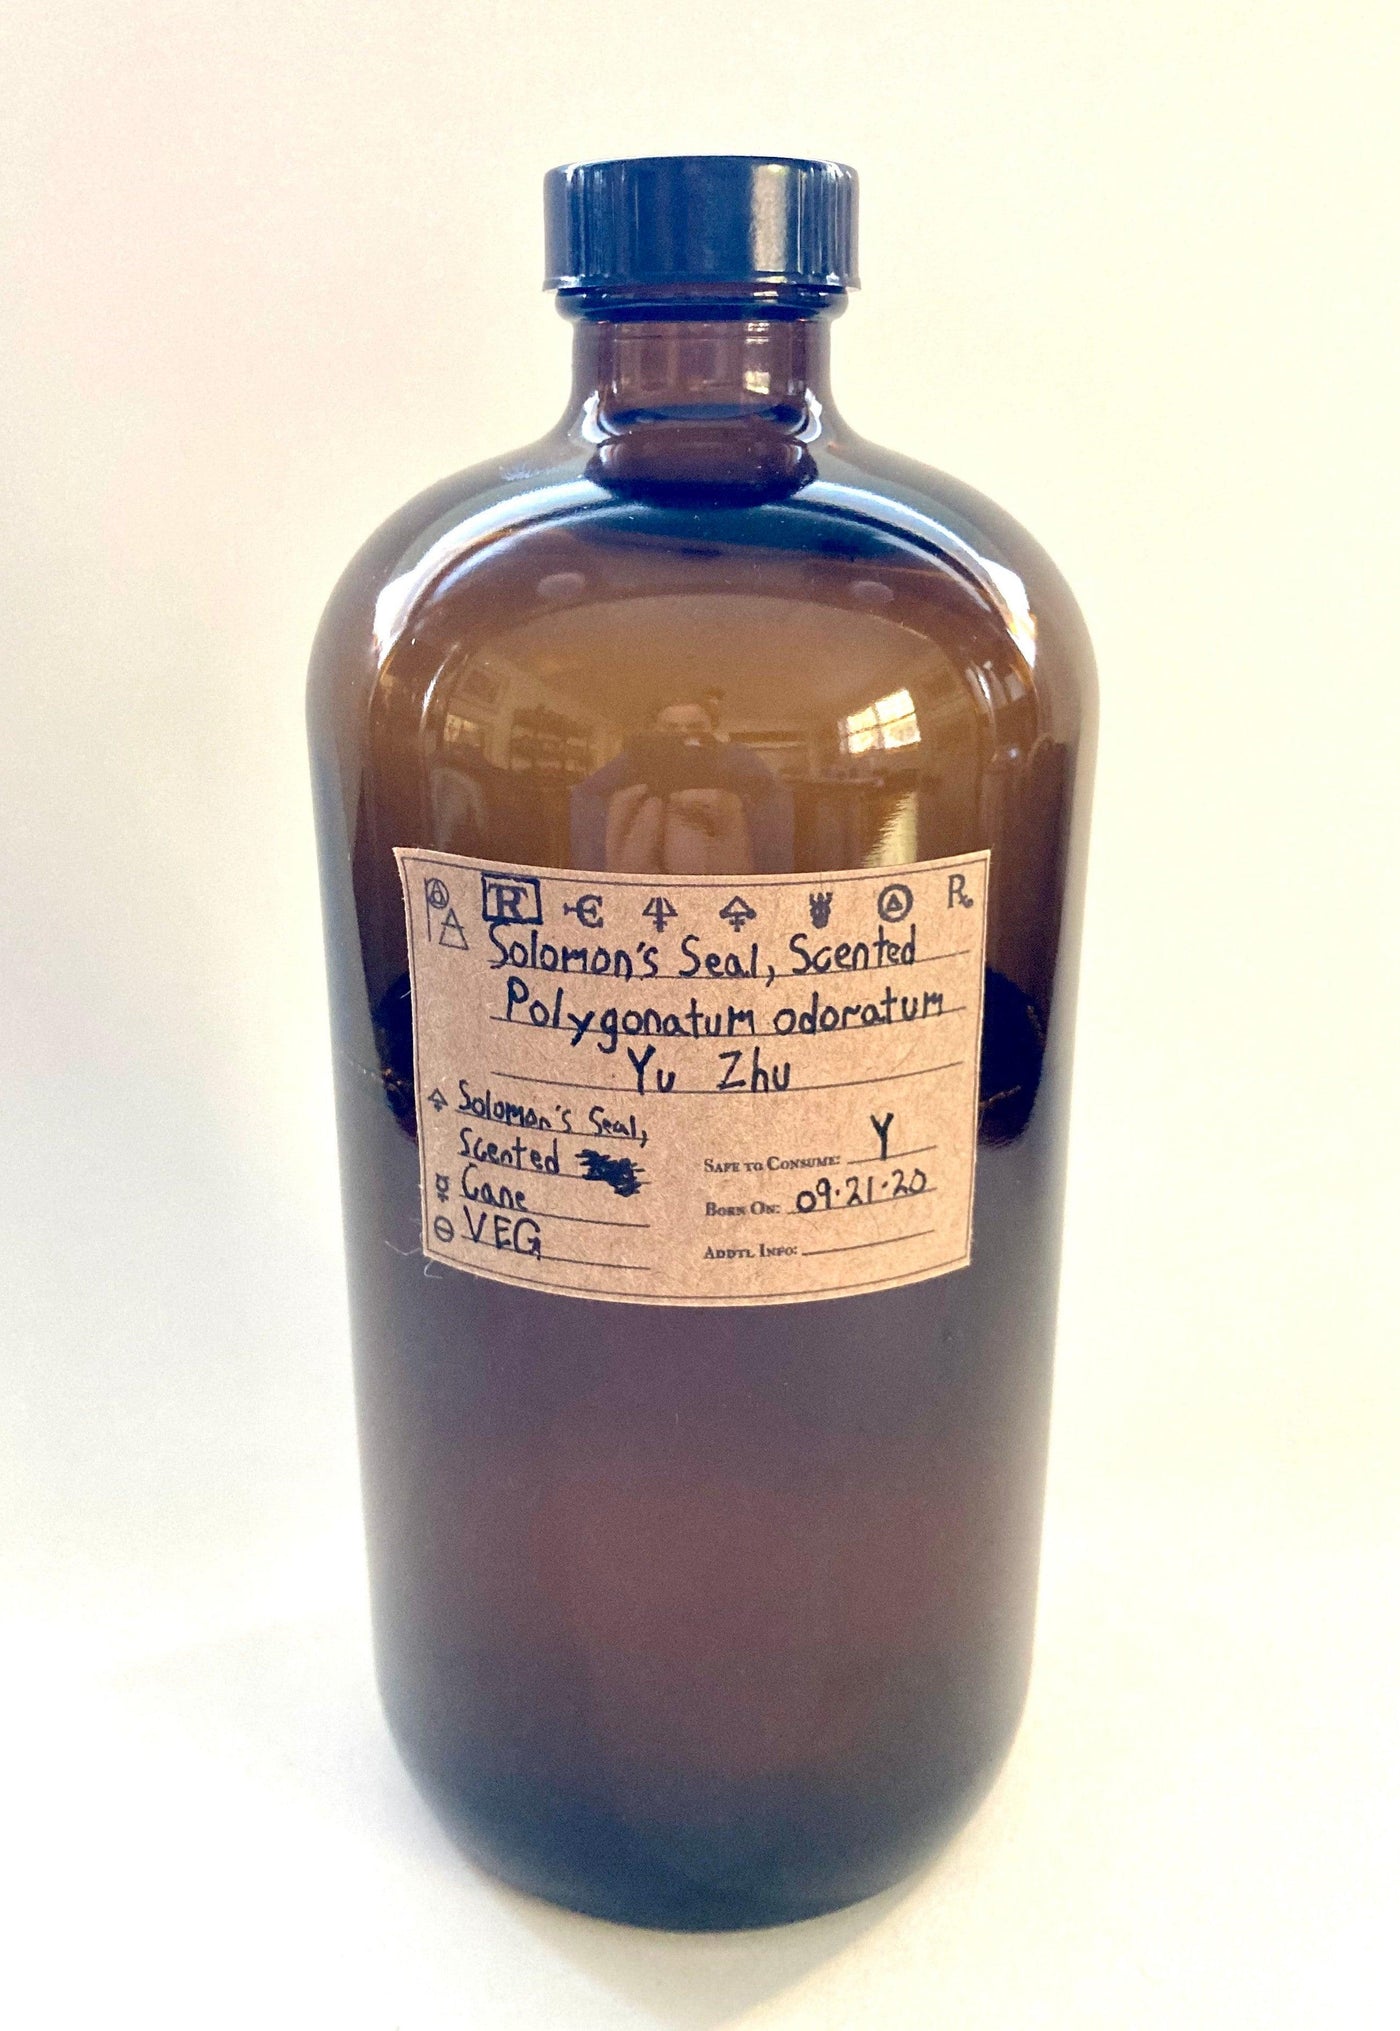 TR ℞
Solomon's Seal, Scented
Polygonatum odoratum
Yu Zhu
Solomon's Seal,
Scented
Cane
VEG
SAFE TO CONSUME: Y
BORN ON: 09·21·20
ADDTL INFO: